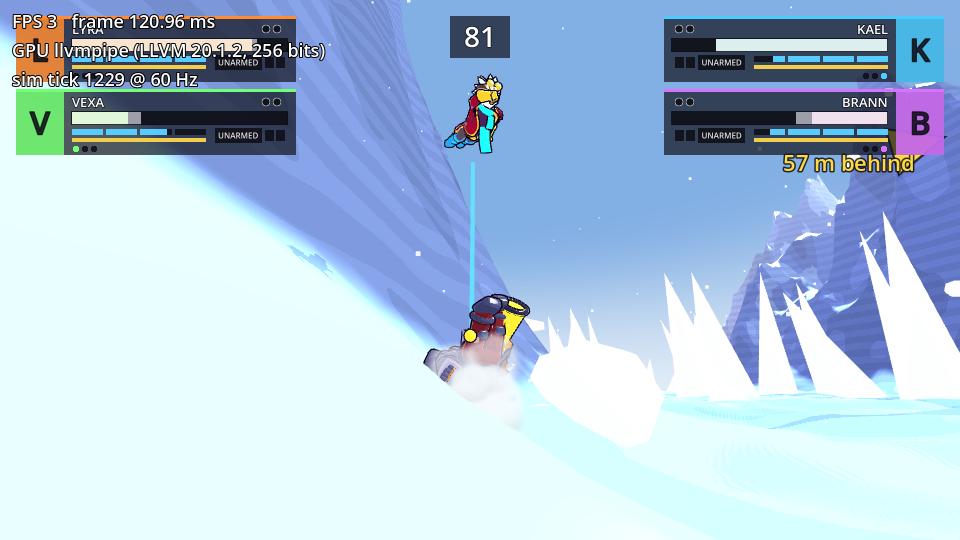 FPS 3 frame 120.96 ms
GPU llvmpipe (LLVM 20.1.2, 256 bits)
sim tick 1229 @ 60 Hz
L
LYRA
UNARMED
V
VEXA
UNARMED
81
KAEL
UNARMED
K
BRANN
UNARMED
B
57 m behind